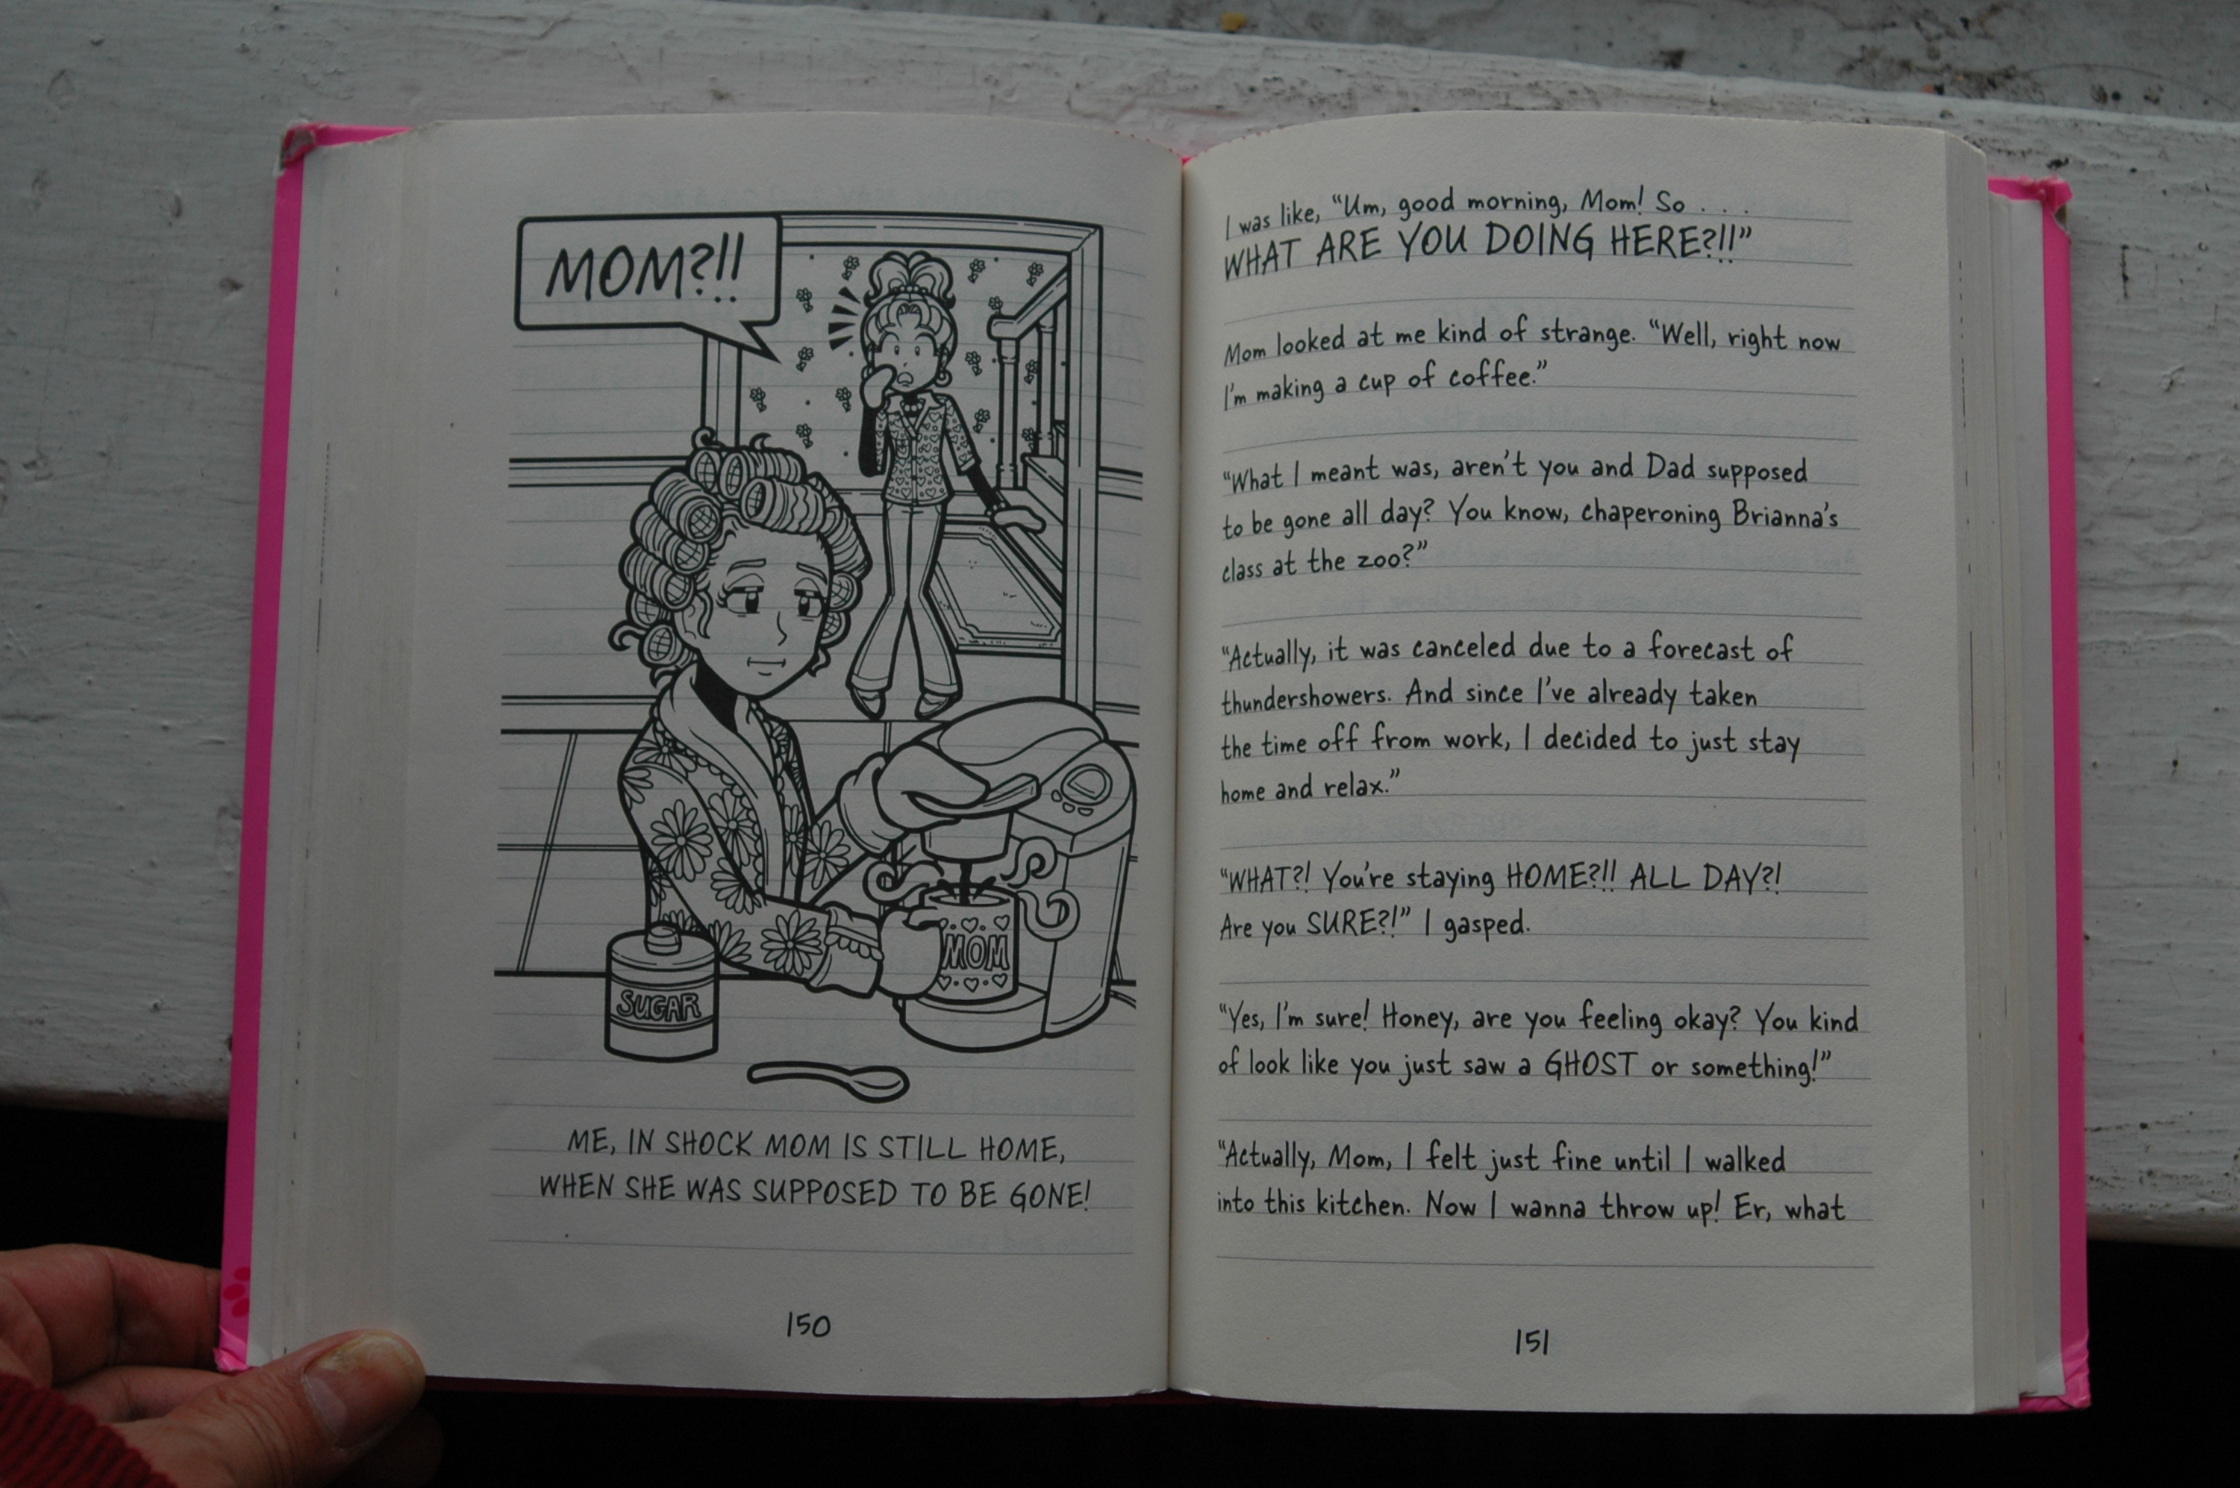 MOM?!!
MOM
SUGAR
ME, IN SHOCK MOM IS STILL HOME,
WHEN SHE WAS SUPPOSED TO BE GONE!
150
I was like, “Um, good morning, Mom! So . . .
WHAT ARE YOU DOING HERE?!!”
Mom looked at me kind of strange. “Well, right now
I’m making a cup of coffee.”
“What I meant was, aren’t you and Dad supposed
to be gone all day? You know, chaperoning Brianna’s
class at the zoo?”
“Actually, it was canceled due to a forecast of
thundershowers. And since I’ve already taken
the time off from work, I decided to just stay
home and relax.”
“WHAT?! You’re staying HOME?!! ALL DAY?!
Are you SURE?!” I gasped.
“Yes, I’m sure! Honey, are you feeling okay? You kind
of look like you just saw a GHOST or something!”
“Actually, Mom, I felt just fine until I walked
into this kitchen. Now I wanna throw up! Er, what
151